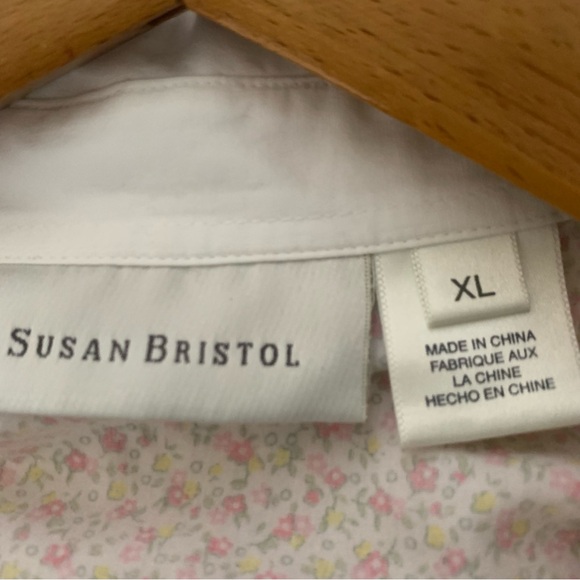 SUSAN BRISTOL
XL
MADE IN CHINA
FABRIQUE AUX
LA CHINE
HECHO EN CHINE